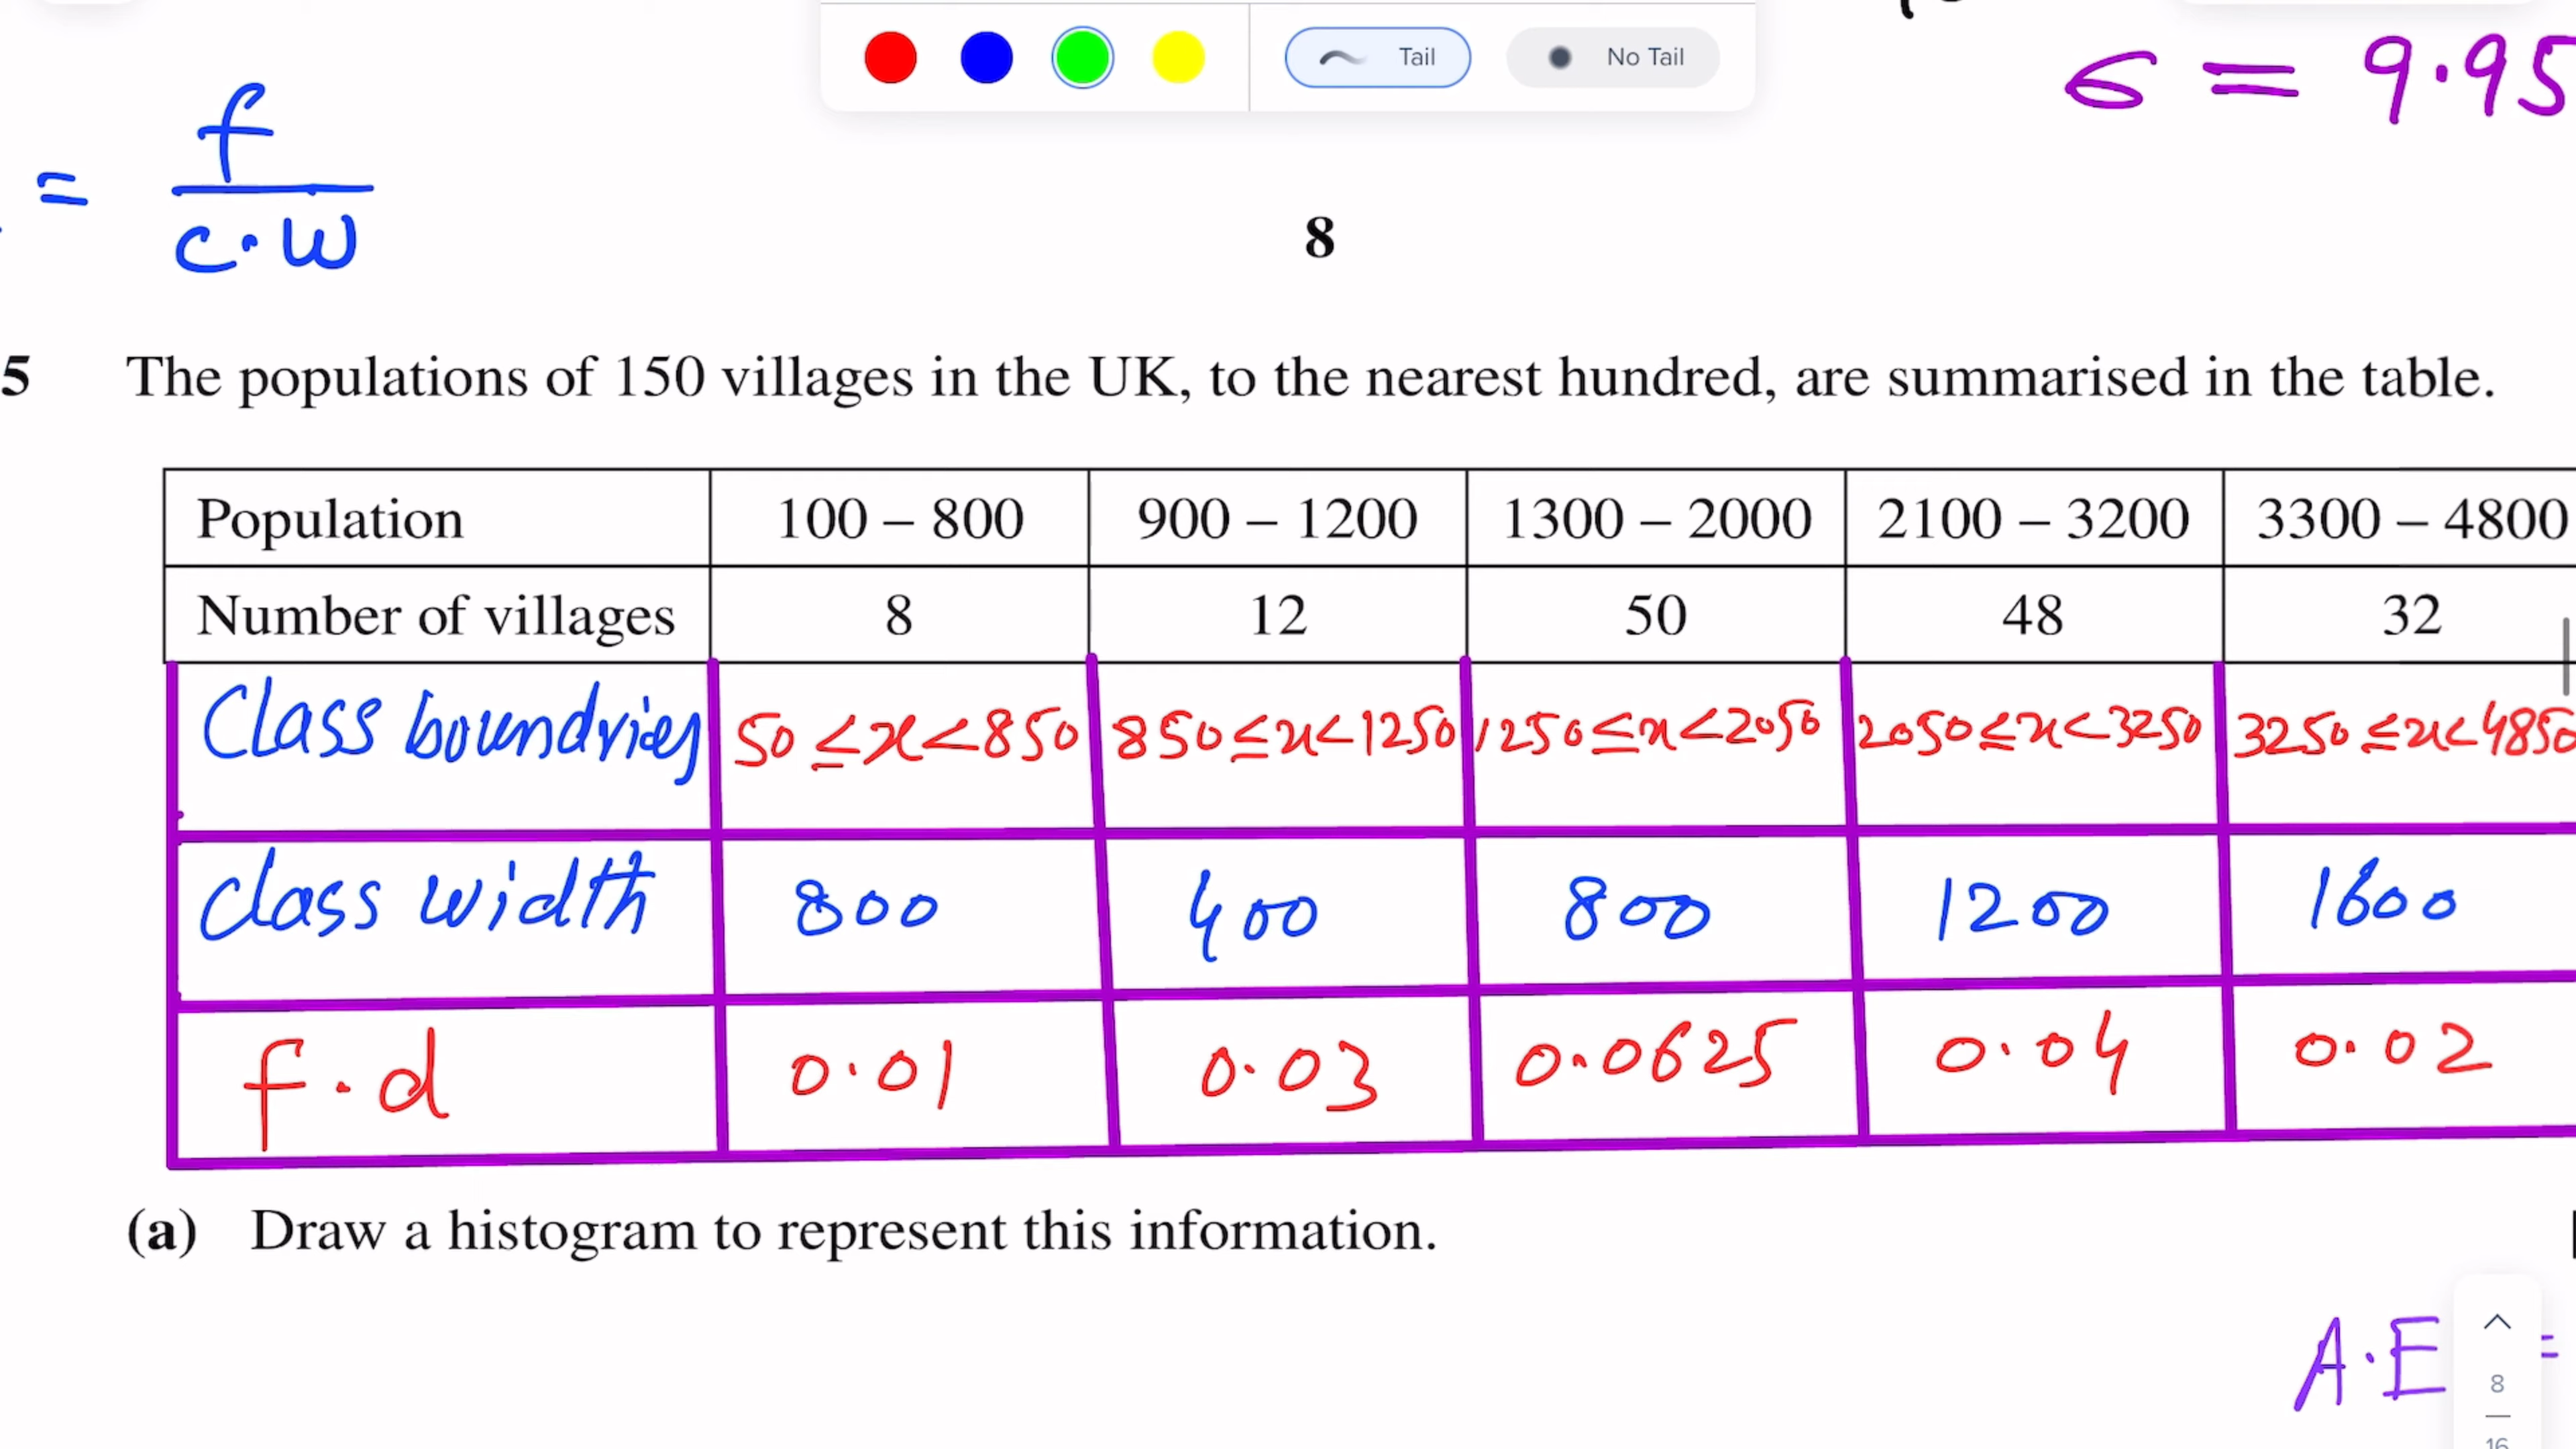 Tail No Tail
6 = 9.95
= f
c.w
8
5 The populations of 150 villages in the UK, to the nearest hundred, are summarised in the table.
Population 100 – 800 900 – 1200 1300 – 2000 2100 – 3200 3300 – 4800
Number of villages 8 12 50 48 32
Class boundries 50 ≤ x < 850 850 ≤ x < 1250 1250 ≤ x < 2050 2050 ≤ x < 3250 3250 ≤ x < 4850
class width 800 400 800 1200 1600
f.d 0.01 0.03 0.0625 0.04 0.02
(a) Draw a histogram to represent this information.
A.E =
8
16